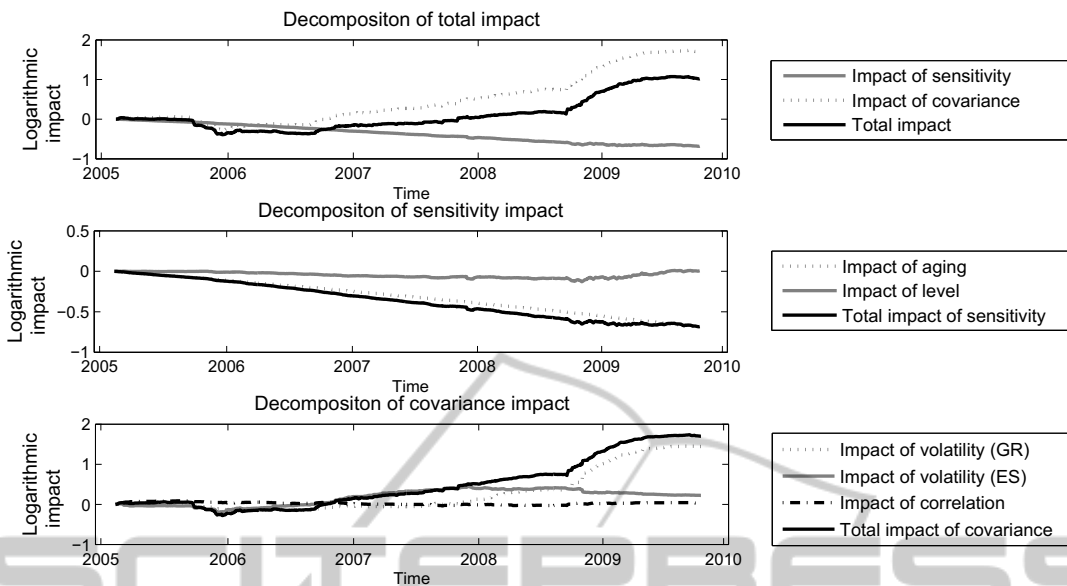 Decompositon of total impact
Logarithmic
impact
2
1
0
−1
2005 2006 2007 2008 2009 2010
Time
Impact of sensitivity
Impact of covariance
Total impact
Decompositon of sensitivity impact
Logarithmic
impact
0.5
0
−0.5
−1
2005 2006 2007 2008 2009 2010
Time
Impact of aging
Impact of level
Total impact of sensitivity
Decompositon of covariance impact
Logarithmic
impact
2
1
0
−1
2005 2006 2007 2008 2009 2010
Time
Impact of volatility (GR)
Impact of volatility (ES)
Impact of correlation
Total impact of covariance